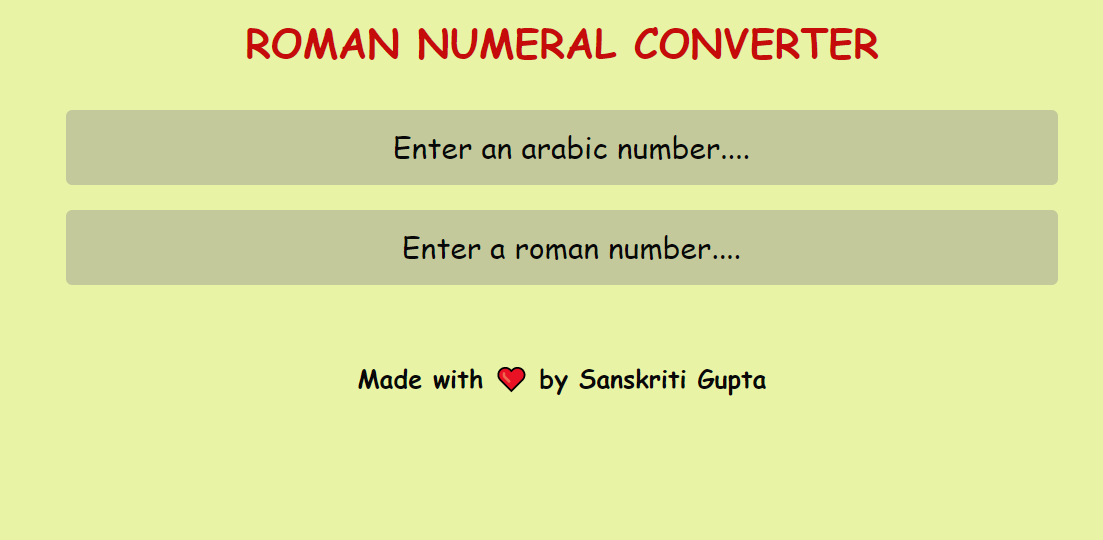 ROMAN NUMERAL CONVERTER
Enter an arabic number....
Enter a roman number....
Made with ❤ by Sanskriti Gupta